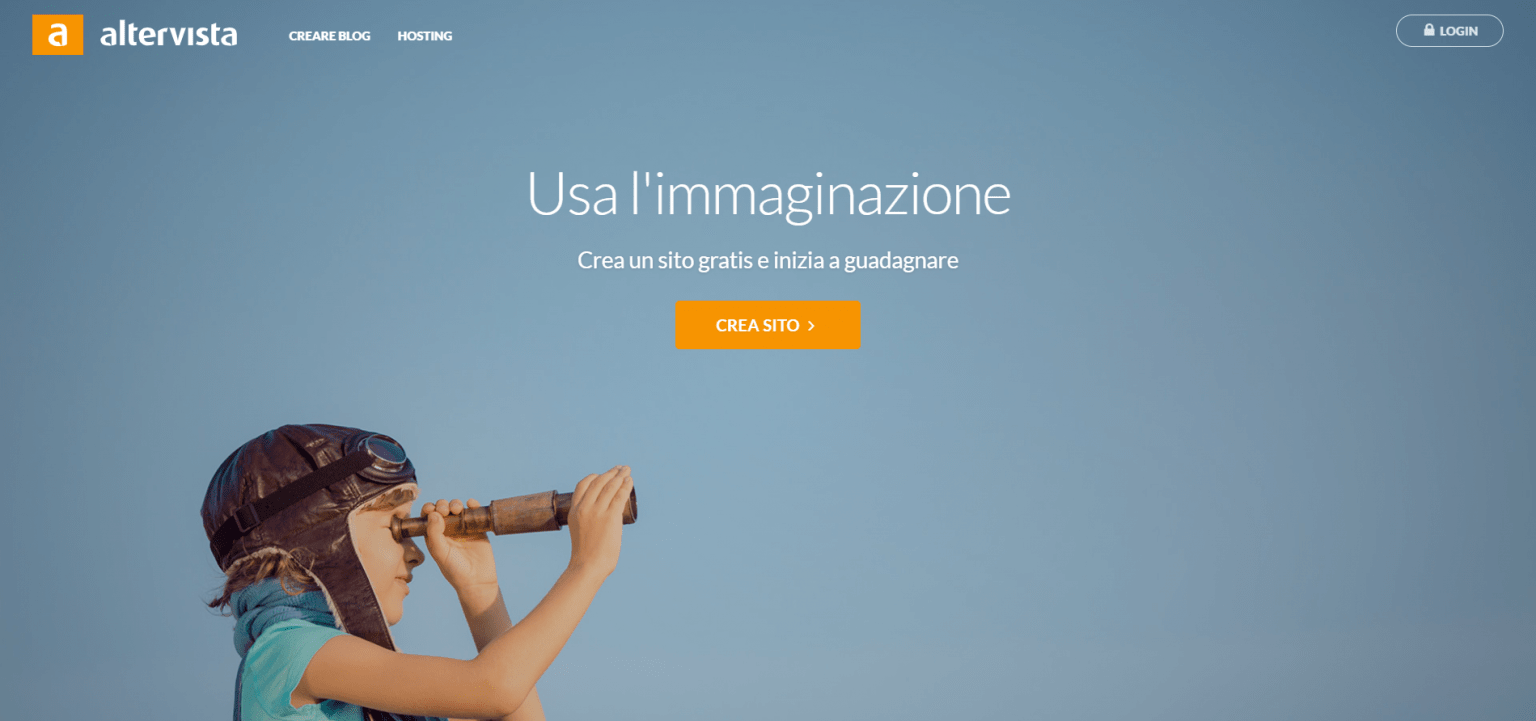 a altervista
CREARE BLOG
HOSTING
LOGIN
Usa l'immaginazione
Crea un sito gratis e inizia a guadagnare
CREA SITO >